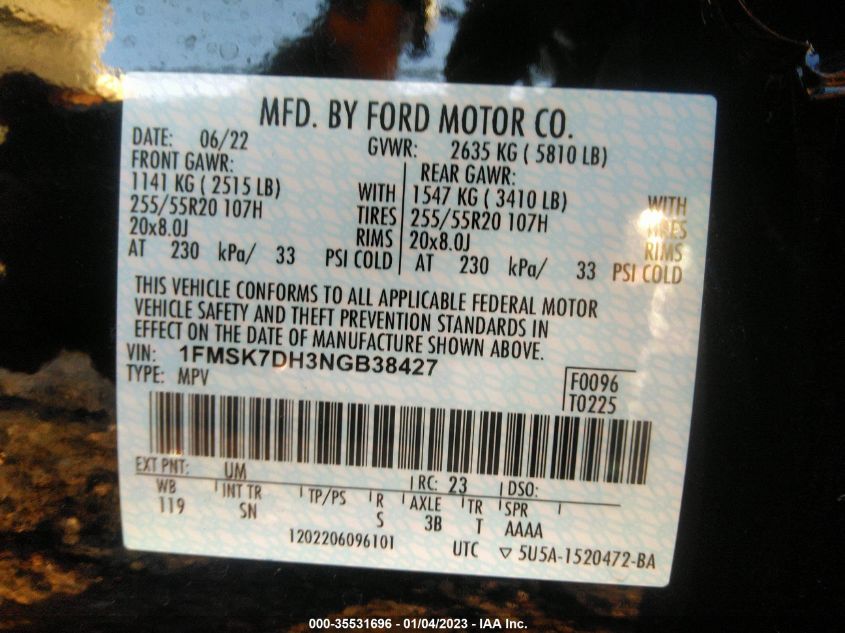 MFD. BY FORD MOTOR CO.
DATE: 06/22 GVWR: 2635 KG ( 5810 LB)
FRONT GAWR: REAR GAWR:
1141 KG ( 2515 LB) WITH 1547 KG ( 3410 LB) WITH
255/55R20 107H TIRES 255/55R20 107H TIRES
20x8.0J RIMS 20x8.0J RIMS
AT 230 kPa/ 33 PSI COLD AT 230 kPa/ 33 PSI COLD
THIS VEHICLE CONFORMS TO ALL APPLICABLE FEDERAL MOTOR
VEHICLE SAFETY AND THEFT PREVENTION STANDARDS IN
EFFECT ON THE DATE OF MANUFACTURE SHOWN ABOVE.
VIN: 1FMSK7DH3NGB38427
TYPE: MPV
F0096
T0225
EXT PNT: UM RC: 23 DSO:
WB INT TR TP/PS R AXLE TR SPR
119 SN S 3B T AAAA
1202206096101 UTC ▽ 5U5A-1520472-BA
000-35531696 - 01/04/2023 - IAA Inc.